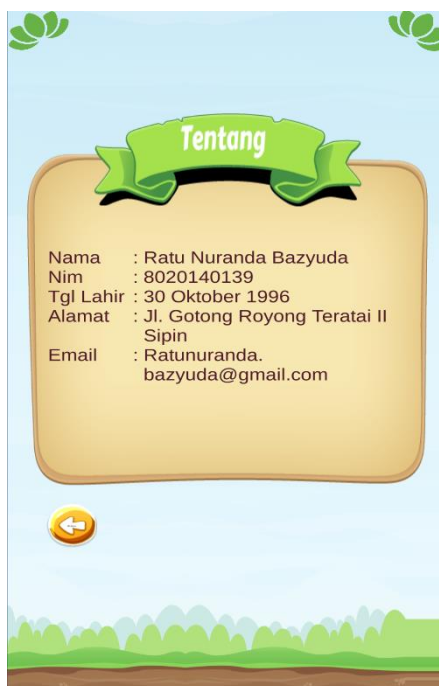 Tentang
Nama : Ratu Nuranda Bazyuda
Nim : 8020140139
Tgl Lahir : 30 Oktober 1996
Alamat : Jl. Gotong Royong Teratai II
Sipin
Email : Ratunuranda.
bazyuda@gmail.com